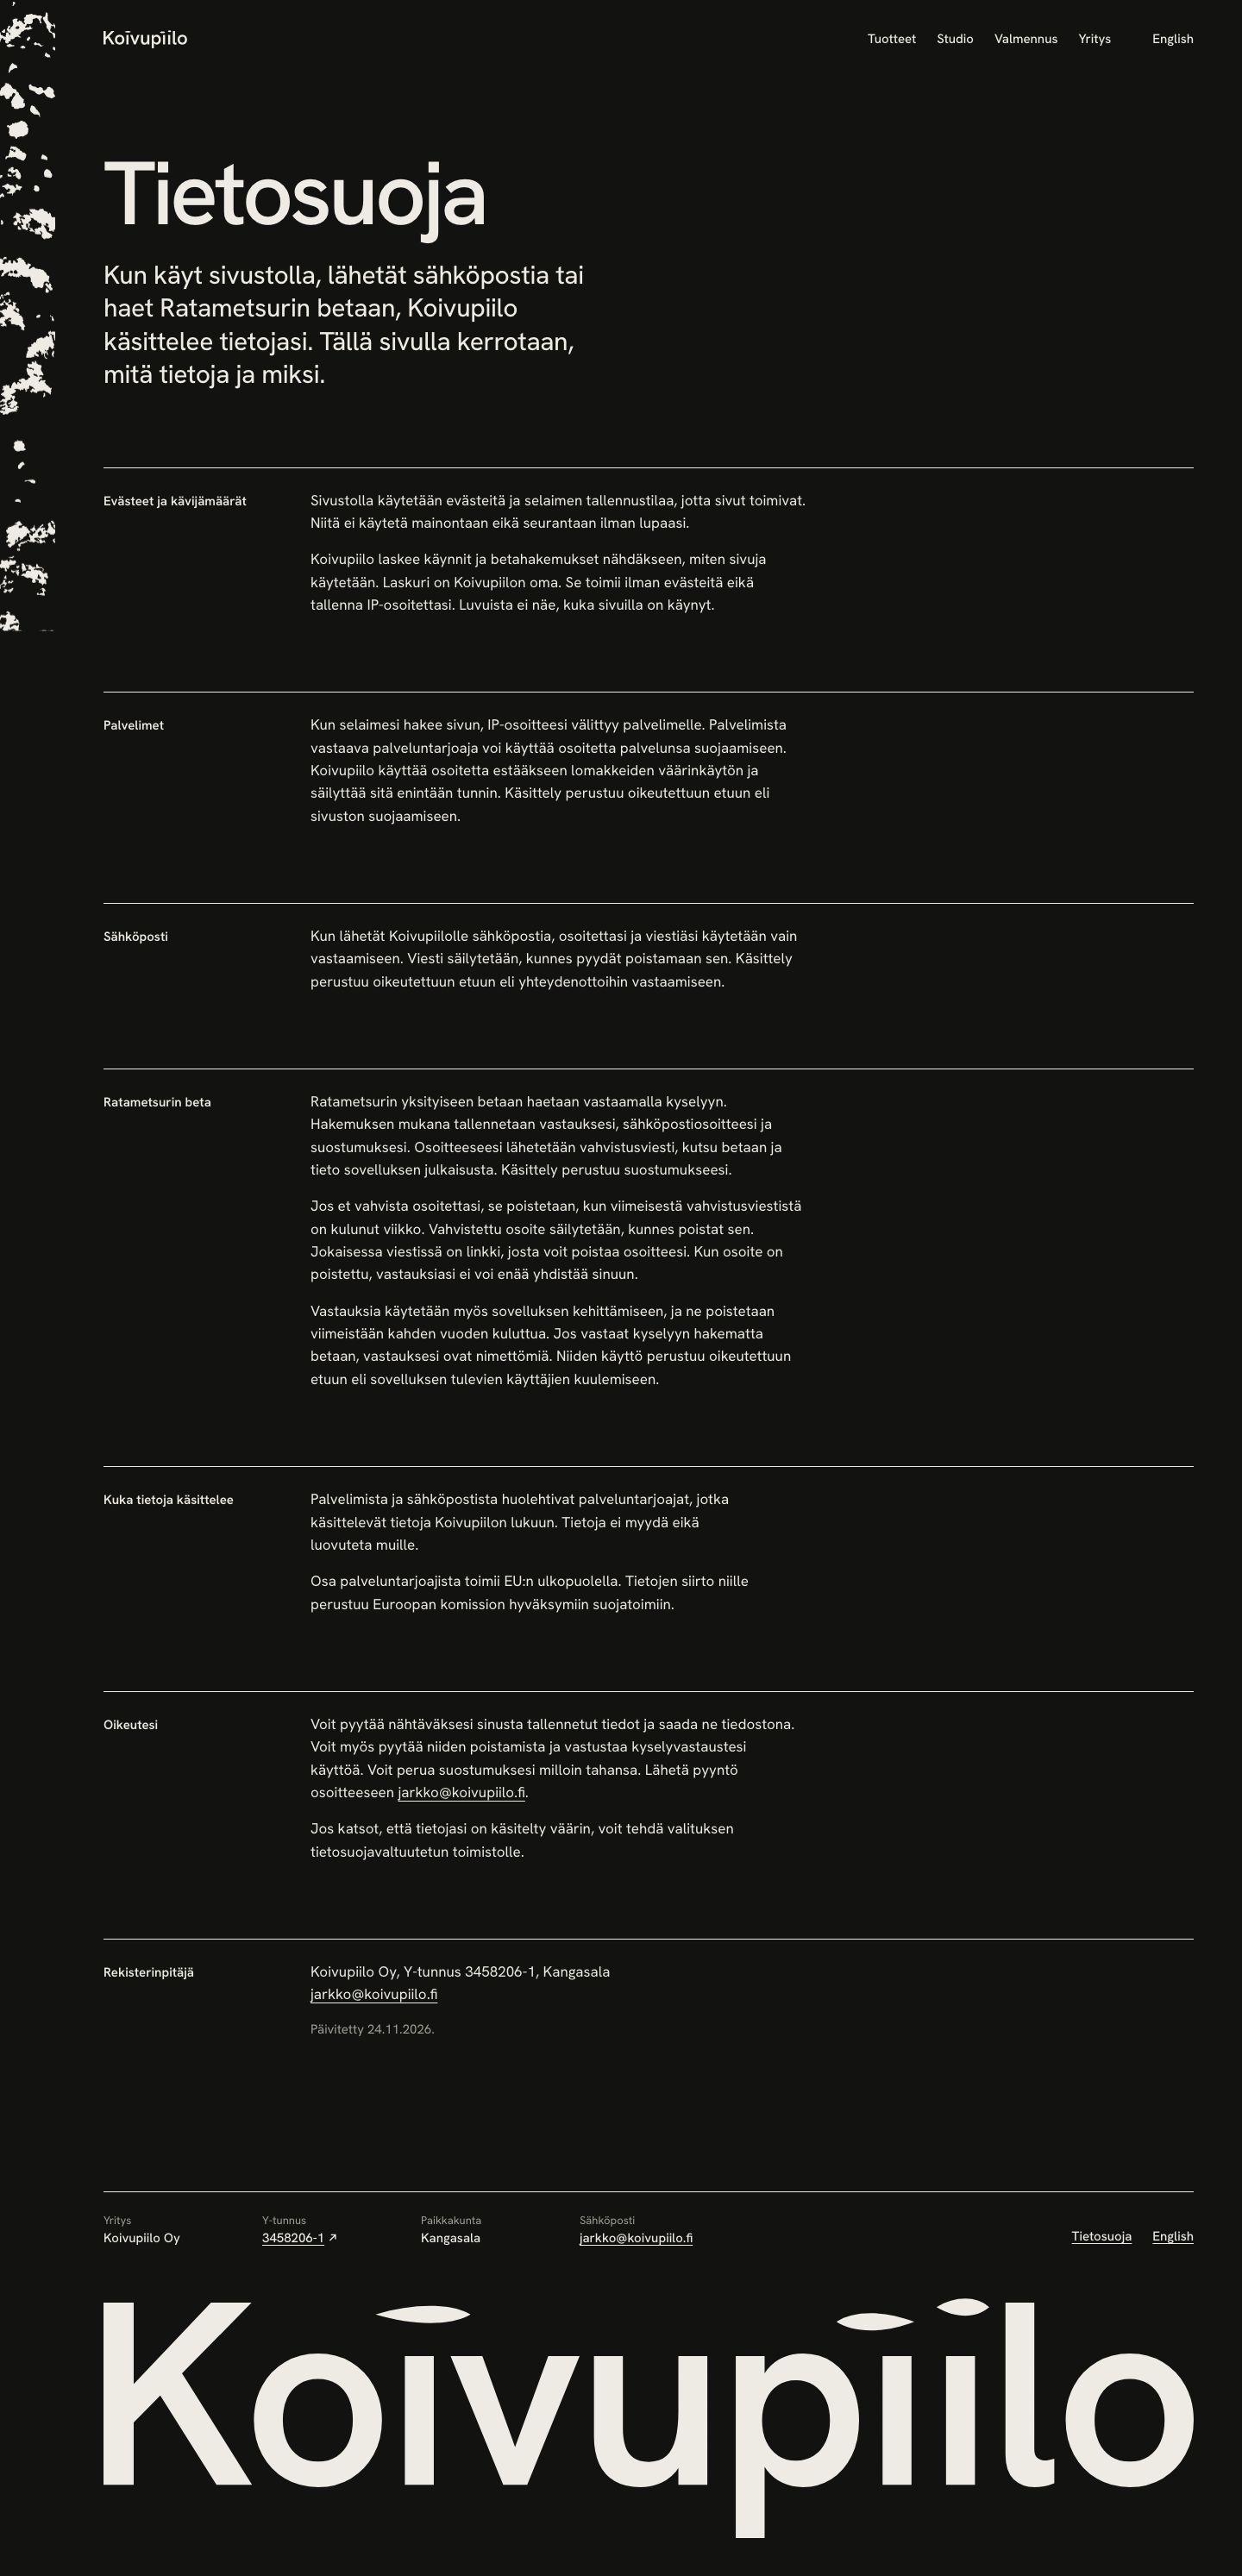 Koivupiilo
Tuotteet Studio Valmennus Yritys English
Tietosuoja
Kun käyt sivustolla, lähetät sähköpostia tai
haet Ratametsurin betaan, Koivupiilo
käsittelee tietojasi. Tällä sivulla kerrotaan,
mitä tietoja ja miksi.
Evästeet ja kävijämäärät
Sivustolla käytetään evästeitä ja selaimen tallennustilaa, jotta sivut toimivat.
Niitä ei käytetä mainontaan eikä seurantaan ilman lupaasi.
Koivupiilo laskee käynnit ja betahakemukset nähdäkseen, miten sivuja
käytetään. Laskuri on Koivupiilon oma. Se toimii ilman evästeitä eikä
tallenna IP-osoitettasi. Luvuista ei näe, kuka sivuilla on käynyt.
Palvelimet
Kun selaimesi hakee sivun, IP-osoitteesi välittyy palvelimelle. Palvelimista
vastaava palveluntarjoaja voi käyttää osoitetta palvelunsa suojaamiseen.
Koivupiilo käyttää osoitetta estääkseen lomakkeiden väärinkäytön ja
säilyttää sitä enintään tunnin. Käsittely perustuu oikeutettuun etuun eli
sivuston suojaamiseen.
Sähköposti
Kun lähetät Koivupiilolle sähköpostia, osoitettasi ja viestiäsi käytetään vain
vastaamiseen. Viesti säilytetään, kunnes pyydät poistamaan sen. Käsittely
perustuu oikeutettuun etuun eli yhteydenottoihin vastaamiseen.
Ratametsurin beta
Ratametsurin yksityiseen betaan haetaan vastaamalla kyselyyn.
Hakemuksen mukana tallennetaan vastauksesi, sähköpostiosoitteesi ja
suostumuksesi. Osoitteeseesi lähetetään vahvistusviesti, kutsu betaan ja
tieto sovelluksen julkaisusta. Käsittely perustuu suostumukseesi.
Jos et vahvista osoitettasi, se poistetaan, kun viimeisestä vahvistusviestistä
on kulunut viikko. Vahvistettu osoite säilytetään, kunnes poistat sen.
Jokaisessa viestissä on linkki, josta voit poistaa osoitteesi. Kun osoite on
poistettu, vastauksiasi ei voi enää yhdistää sinuun.
Vastauksia käytetään myös sovelluksen kehittämiseen, ja ne poistetaan
viimeistään kahden vuoden kuluttua. Jos vastaat kyselyyn hakematta
betaan, vastauksesi ovat nimettömiä. Niiden käyttö perustuu oikeutettuun
etuun eli sovelluksen tulevien käyttäjien kuulemiseen.
Kuka tietoja käsittelee
Palvelimista ja sähköpostista huolehtivat palveluntarjoajat, jotka
käsittelevät tietoja Koivupiilon lukuun. Tietoja ei myydä eikä
luovuteta muille.
Osa palveluntarjoajista toimii EU:n ulkopuolella. Tietojen siirto niille
perustuu Euroopan komission hyväksymiin suojatoimiin.
Oikeutesi
Voit pyytää nähtäväksesi sinusta tallennetut tiedot ja saada ne tiedostona.
Voit myös pyytää niiden poistamista ja vastustaa kyselyvastaustesi
käyttöä. Voit perua suostumuksesi milloin tahansa. Lähetä pyyntö
osoitteeseen jarkko@koivupiilo.fi.
Jos katsot, että tietojasi on käsitelty väärin, voit tehdä valituksen
tietosuojavaltuutetun toimistolle.
Rekisterinpitäjä
Koivupiilo Oy, Y-tunnus 3458206-1, Kangasala
jarkko@koivupiilo.fi
Päivitetty 24.11.2026.
Yritys Y-tunnus Paikkakunta Sähköposti
Koivupiilo Oy 3458206-1 ↗ Kangasala jarkko@koivupiilo.fi Tietosuoja English
Koivupiilo